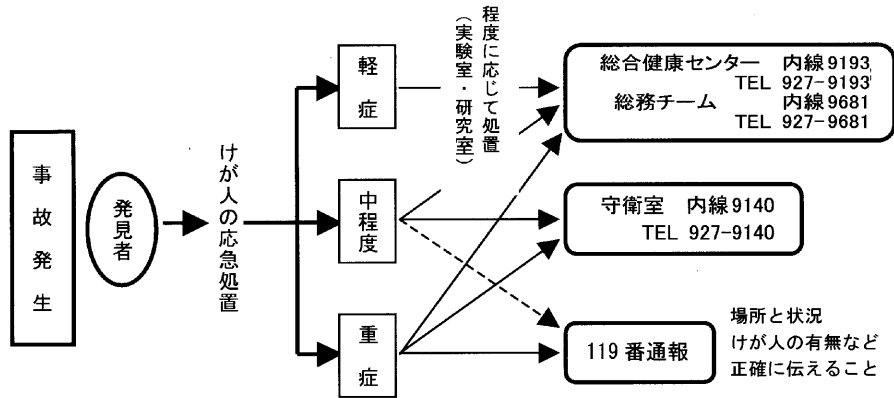 事故発生
発見者
けが人の応急処置
軽症
中程度
重症
程度に応じて処置
(実験室・研究室)
総合健康センター 内線9193
TEL 927-9193
総務チーム 内線9681
TEL 927-9681
守衛室 内線9140
TEL 927-9140
119番通報
場所と状況
けが人の有無など
正確に伝えること